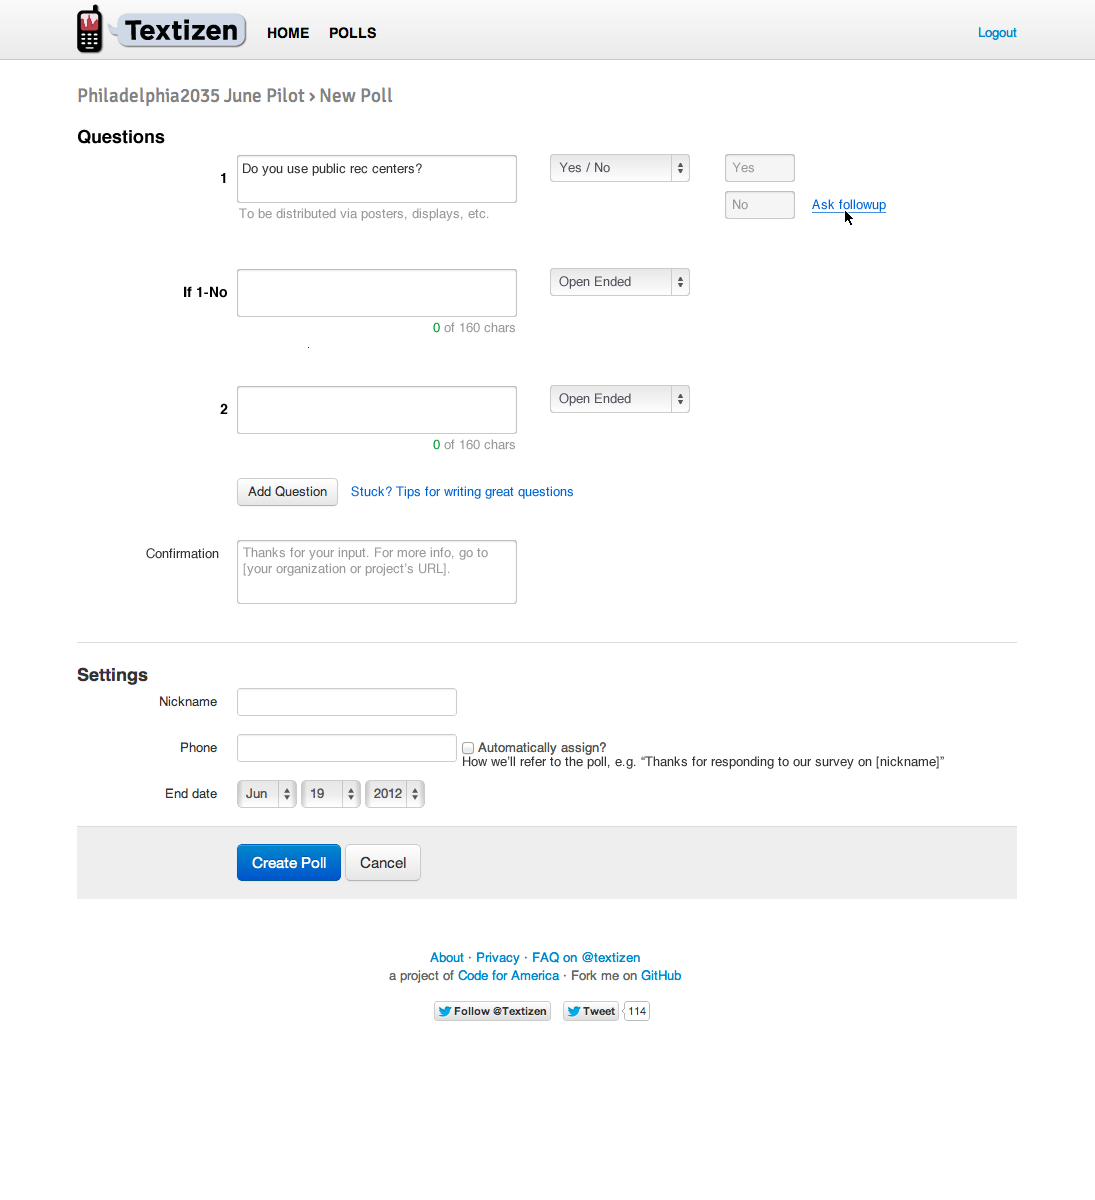 Textizen HOME POLLS Logout
Philadelphia2035 June Pilot › New Poll
Questions
1 Do you use public rec centers? Yes / No Yes
To be distributed via posters, displays, etc. No Ask followup
If 1-No Open Ended
0 of 160 chars
2 Open Ended
0 of 160 chars
Add Question Stuck? Tips for writing great questions
Confirmation Thanks for your input. For more info, go to
[your organization or project's URL].
Settings
Nickname
Phone Automatically assign?
How we'll refer to the poll, e.g. “Thanks for responding to our survey on [nickname]”
End date Jun 19 2012
Create Poll Cancel
About · Privacy · FAQ on @textizen
a project of Code for America · Fork me on GitHub
Follow @Textizen Tweet 114